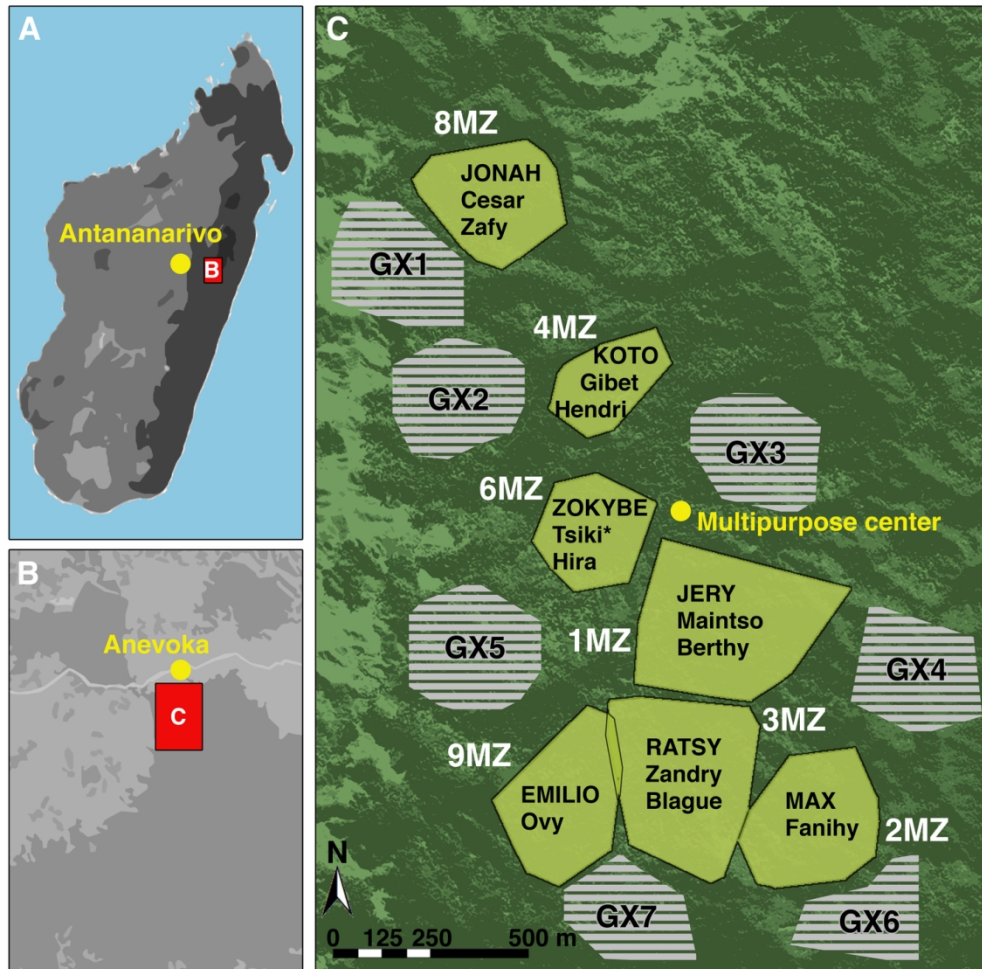 A
Antananarivo
B
B
Anevoka
C
C
8MZ
JONAH
Cesar
Zafy
GX1
4MZ
KOTO
Gibet
Hendri
GX2
GX3
6MZ
ZOKYBE
Tsiki*
Hira
Multipurpose center
JERY
Maintso
Berthy
GX5
1MZ
GX4
3MZ
9MZ
RATSY
Zandry
Blague
EMILIO
Ovy
MAX
Fanihy
2MZ
N
GX7
GX6
0 125 250 500 m